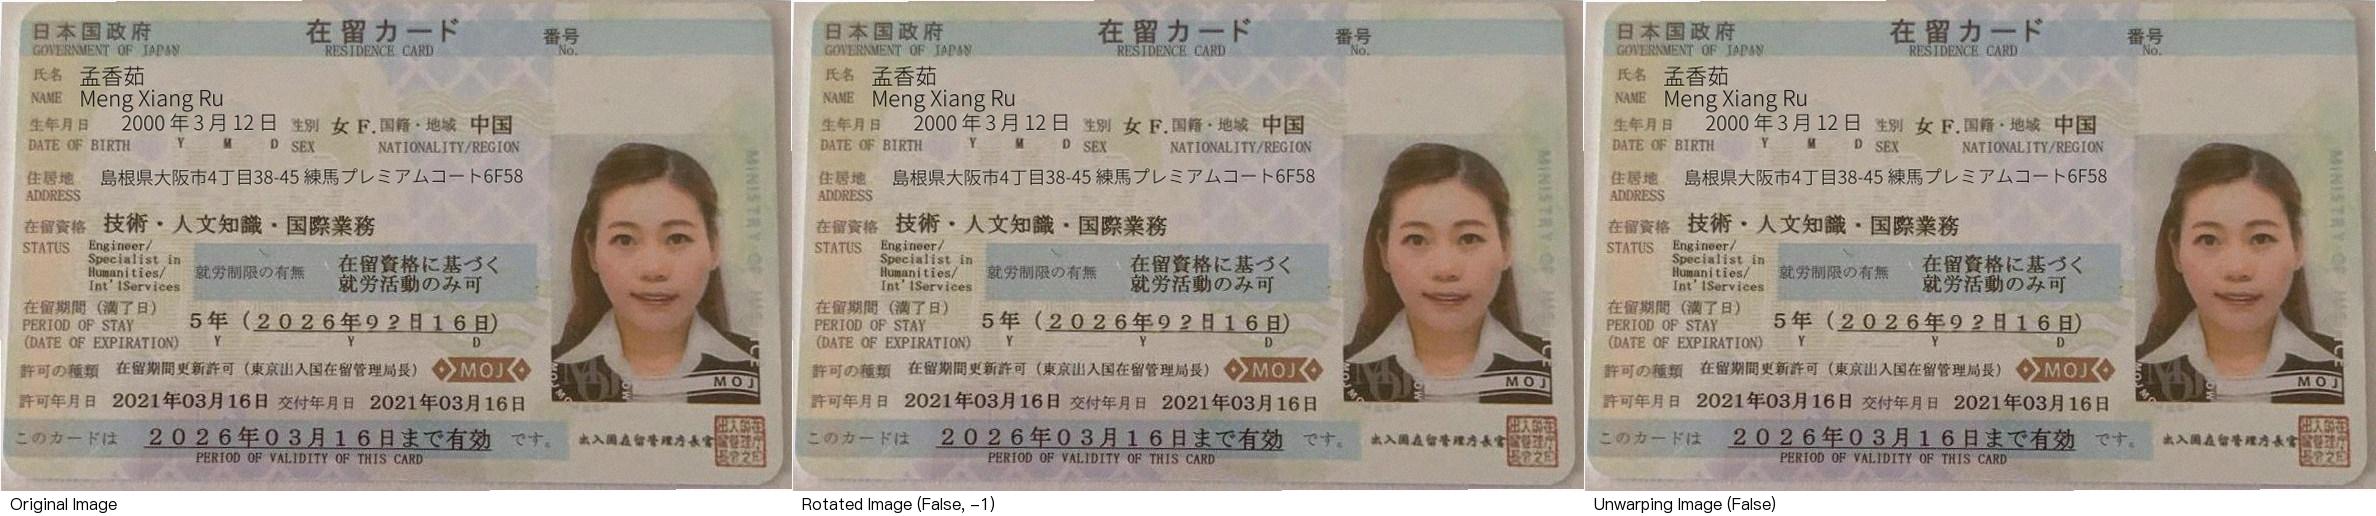 日本国政府 在留カード 番号
GOVERNMENT OF JAPAN RESIDENCE CARD No.
氏名 孟香茹
NAME Meng Xiang Ru
生年月日 2000年3月12日 性別 女 F. 国籍・地域 中国
DATE OF BIRTH Y M D SEX NATIONALITY/REGION
住居地 島根県大阪市4丁目38-45 練馬プレミアムコート6F58
ADDRESS
在留資格 技術・人文知識・国際業務
STATUS Engineer/
Specialist in
Humanities/
Int'lServices
就労制限の有無 在留資格に基づく
就労活動のみ可
在留期間（満了日）
PERIOD OF STAY
(DATE OF EXPIRATION)
5年（2026年92月16日）
Y Y D
許可の種類 在留期間更新許可（東京出入国在留管理局長） MOJ
許可年月日 2021年03月16日 交付年月日 2021年03月16日
このカードは 2026年03月16日まで有効 です。
PERIOD OF VALIDITY OF THIS CARD
MINISTRY OF
MOJ
出入国在留管理庁長官
Original Image
日本国政府 在留カード 番号
GOVERNMENT OF JAPAN RESIDENCE CARD No.
氏名 孟香茹
NAME Meng Xiang Ru
生年月日 2000年3月12日 性別 女 F. 国籍・地域 中国
DATE OF BIRTH Y M D SEX NATIONALITY/REGION
住居地 島根県大阪市4丁目38-45 練馬プレミアムコート6F58
ADDRESS
在留資格 技術・人文知識・国際業務
STATUS Engineer/
Specialist in
Humanities/
Int'lServices
就労制限の有無 在留資格に基づく
就労活動のみ可
在留期間（満了日）
PERIOD OF STAY
(DATE OF EXPIRATION)
5年（2026年92月16日）
Y Y D
許可の種類 在留期間更新許可（東京出入国在留管理局長） MOJ
許可年月日 2021年03月16日 交付年月日 2021年03月16日
このカードは 2026年03月16日まで有効 です。
PERIOD OF VALIDITY OF THIS CARD
MINISTRY OF
MOJ
出入国在留管理庁長官
Rotated Image (False, -1)
日本国政府 在留カード 番号
GOVERNMENT OF JAPAN RESIDENCE CARD No.
氏名 孟香茹
NAME Meng Xiang Ru
生年月日 2000年3月12日 性別 女 F. 国籍・地域 中国
DATE OF BIRTH Y M D SEX NATIONALITY/REGION
住居地 島根県大阪市4丁目38-45 練馬プレミアムコート6F58
ADDRESS
在留資格 技術・人文知識・国際業務
STATUS Engineer/
Specialist in
Humanities/
Int'lServices
就労制限の有無 在留資格に基づく
就労活動のみ可
在留期間（満了日）
PERIOD OF STAY
(DATE OF EXPIRATION)
5年（2026年92月16日）
Y Y D
許可の種類 在留期間更新許可（東京出入国在留管理局長） MOJ
許可年月日 2021年03月16日 交付年月日 2021年03月16日
このカードは 2026年03月16日まで有効 です。
PERIOD OF VALIDITY OF THIS CARD
MINISTRY OF
MOJ
出入国在留管理庁長官
Unwarping Image (False)